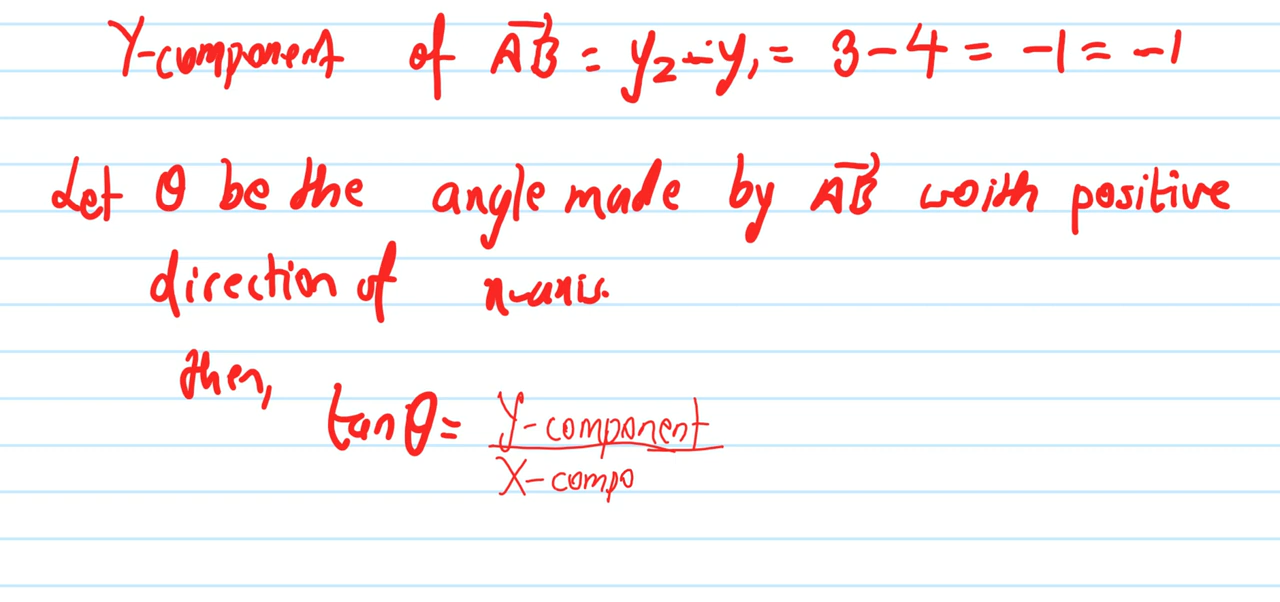 Y-component of AB⃗ = y₂-y₁ = 3-4 = -1 = -1
Let θ be the angle made by AB⃗ with positive
direction of x-axis.
then,
tanθ = Y-component
X-compo